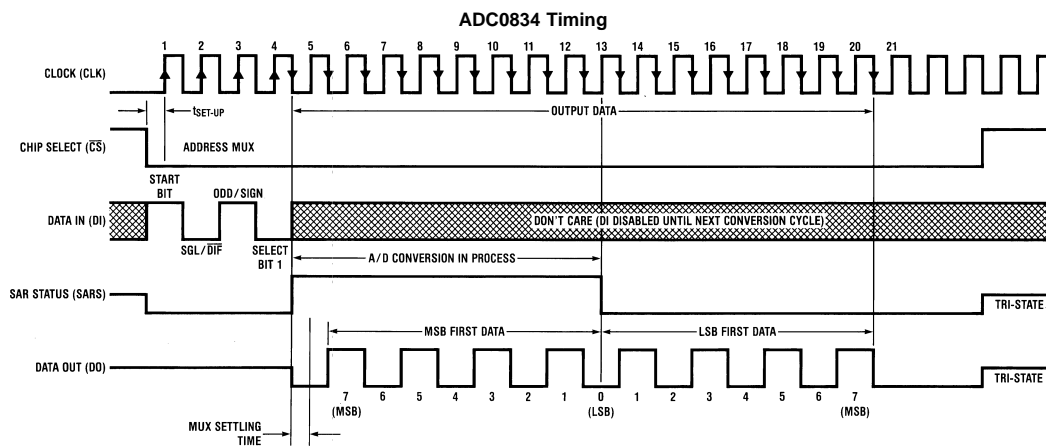 ADC0834 Timing
1 2 3 4 5 6 7 8 9 10 11 12 13 14 15 16 17 18 19 20 21
CLOCK (CLK)
tSET-UP
OUTPUT DATA
CHIP SELECT (C̅S̅)
ADDRESS MUX
START
BIT
ODD/SIGN
DATA IN (DI)
DON'T CARE (DI DISABLED UNTIL NEXT CONVERSION CYCLE)
SGL/D̅I̅F̅
SELECT
BIT 1
A/D CONVERSION IN PROCESS
SAR STATUS (SARS)
TRI-STATE
MSB FIRST DATA
LSB FIRST DATA
DATA OUT (DO)
TRI-STATE
7 6 5 4 3 2 1 0 1 2 3 4 5 6 7
(MSB) (LSB) (MSB)
MUX SETTLING
TIME